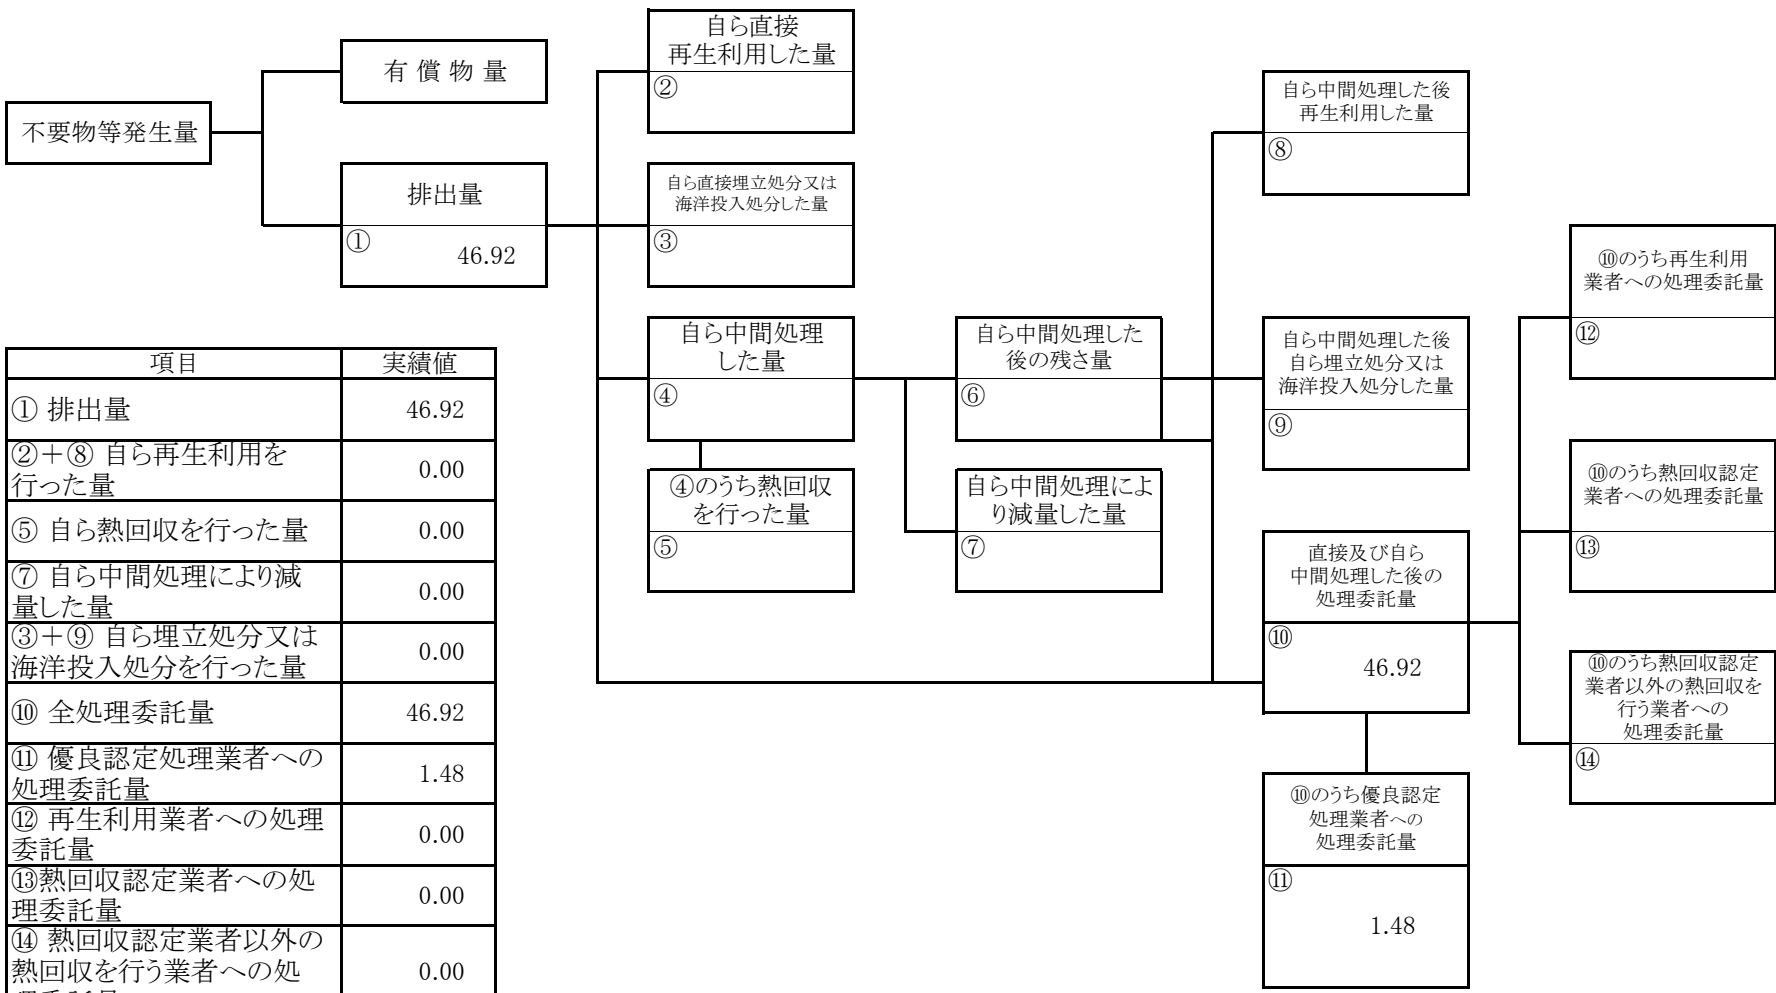 不要物等発生量
有 償 物 量
排出量
①
46.92
自ら直接
再生利用した量
②
自ら直接埋立処分又は
海洋投入処分した量
③
自ら中間処理
した量
④
④のうち熱回収
を行った量
⑤
自ら中間処理した
後の残さ量
⑥
自ら中間処理によ
り減量した量
⑦
自ら中間処理した後
再生利用した量
⑧
自ら中間処理した後
自ら埋立処分又は
海洋投入処分した量
⑨
直接及び自ら
中間処理した後の
処理委託量
⑩
46.92
⑩のうち優良認定
処理業者への
処理委託量
⑪
1.48
⑩のうち再生利用
業者への処理委託量
⑫
⑩のうち熱回収認定
業者への処理委託量
⑬
⑩のうち熱回収認定
業者以外の熱回収を
行う業者への
処理委託量
⑭
項目 実績値
① 排出量 46.92
②＋⑧ 自ら再生利用を
行った量 0.00
⑤ 自ら熱回収を行った量 0.00
⑦ 自ら中間処理により減
量した量 0.00
③＋⑨ 自ら埋立処分又は
海洋投入処分を行った量 0.00
⑩ 全処理委託量 46.92
⑪ 優良認定処理業者への
処理委託量 1.48
⑫ 再生利用業者への処理
委託量 0.00
⑬熱回収認定業者への処
理委託量 0.00
⑭ 熱回収認定業者以外の
熱回収を行う業者への処 0.00